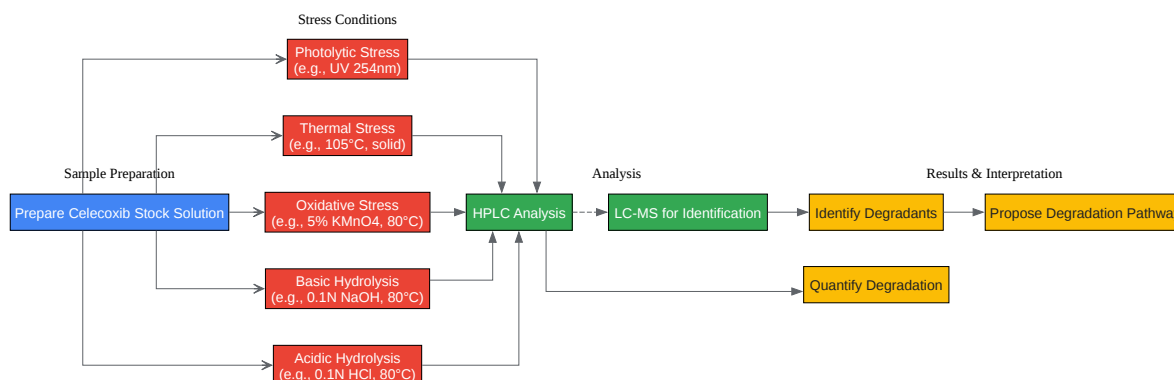 Stress Conditions
Photolytic Stress
(e.g., UV 254nm)
Thermal Stress
(e.g., 105°C, solid)
Sample Preparation
Analysis
Results & Interpretation
Prepare Celecoxib Stock Solution
Oxidative Stress
(e.g., 5% KMnO4, 80°C)
HPLC Analysis
LC-MS for Identification
Identify Degradants
Propose Degradation Pathwa
Basic Hydrolysis
(e.g., 0.1N NaOH, 80°C)
Quantify Degradation
Acidic Hydrolysis
(e.g., 0.1N HCl, 80°C)